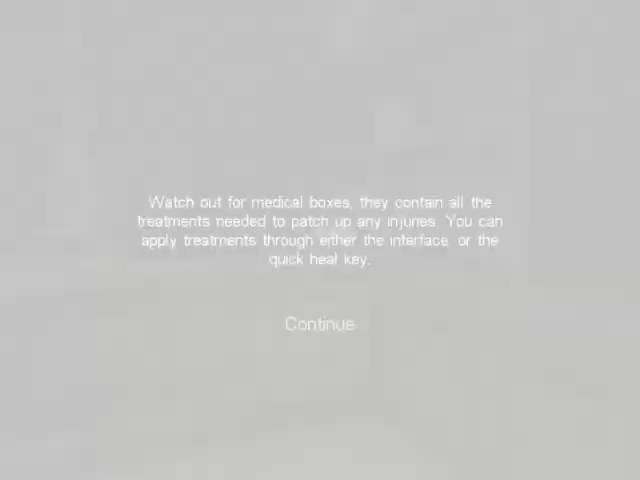 Watch out for medical boxes, they contain all the
treatments needed to patch up any injuries. You can
apply treatments through either the interface, or the
quick heal key.
Continue